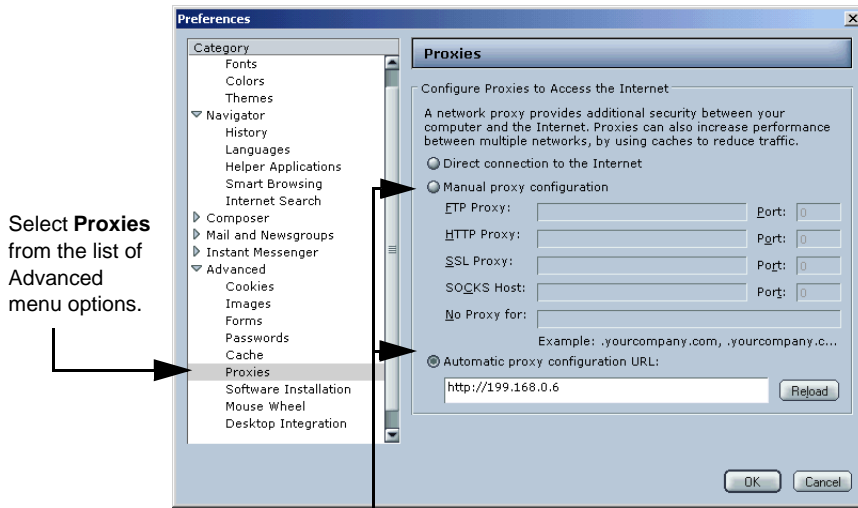 Select Proxies
from the list of
Advanced
menu options.
Preferences
Category
Fonts
Colors
Themes
Navigator
History
Languages
Helper Applications
Smart Browsing
Internet Search
Composer
Mail and Newsgroups
Instant Messenger
Advanced
Cookies
Images
Forms
Passwords
Cache
Proxies
Software Installation
Mouse Wheel
Desktop Integration
Proxies
Configure Proxies to Access the Internet
A network proxy provides additional security between your
computer and the Internet. Proxies can also increase performance
between multiple networks, by using caches to reduce traffic.
Direct connection to the Internet
Manual proxy configuration
FTP Proxy: Port: 0
HTTP Proxy: Port: 0
SSL Proxy: Port: 0
SOCKS Host: Port: 0
No Proxy for:
Example: .yourcompany.com, .yourcompany.c...
Automatic proxy configuration URL:
http://199.168.0.6 Reload
OK Cancel